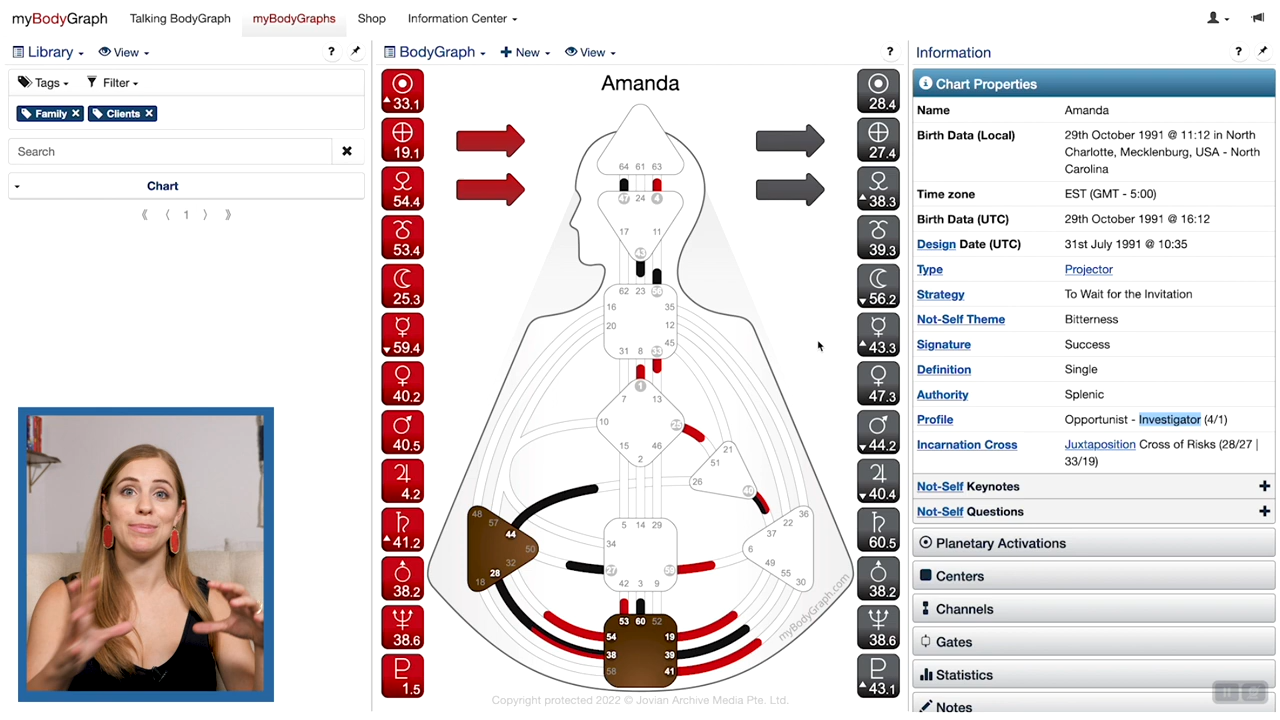 myBodyGraph
Talking BodyGraph
myBodyGraphs
Shop
Information Center
Library
View
?
Tags
Filter
Family ×
Clients ×
Search
Chart
1
BodyGraph
New
View
?
Amanda
33.1
19.1
54.4
53.4
25.3
59.4
40.2
40.5
4.2
41.2
38.2
38.6
1.5
64 61 63
47 24 4
17 11
43
62 23 56
16 35
20 12
45
31 8 33
1
7 13
10 25
15 46
2
21
51
26 40
48
57
44
50
32
28
18
5 14 29
34
27 59
42 3 9
36
22
37
6
49
55
30
53 60 52
54 19
38 39
58 41
28.4
27.4
38.3
39.3
56.2
43.3
47.3
44.2
40.4
60.5
38.2
38.6
43.1
myBodyGraph.com
Copyright protected 2022 © Jovian Archive Media Pte. Ltd.
Information
?
Chart Properties
Name Amanda
Birth Data (Local) 29th October 1991 @ 11:12 in North
Charlotte, Mecklenburg, USA - North
Carolina
Time zone EST (GMT - 5:00)
Birth Data (UTC) 29th October 1991 @ 16:12
Design Date (UTC) 31st July 1991 @ 10:35
Type Projector
Strategy To Wait for the Invitation
Not-Self Theme Bitterness
Signature Success
Definition Single
Authority Splenic
Profile Opportunist - Investigator (4/1)
Incarnation Cross Juxtaposition Cross of Risks (28/27 |
33/19)
Not-Self Keynotes
Not-Self Questions
Planetary Activations
Centers
Channels
Gates
Statistics
Notes